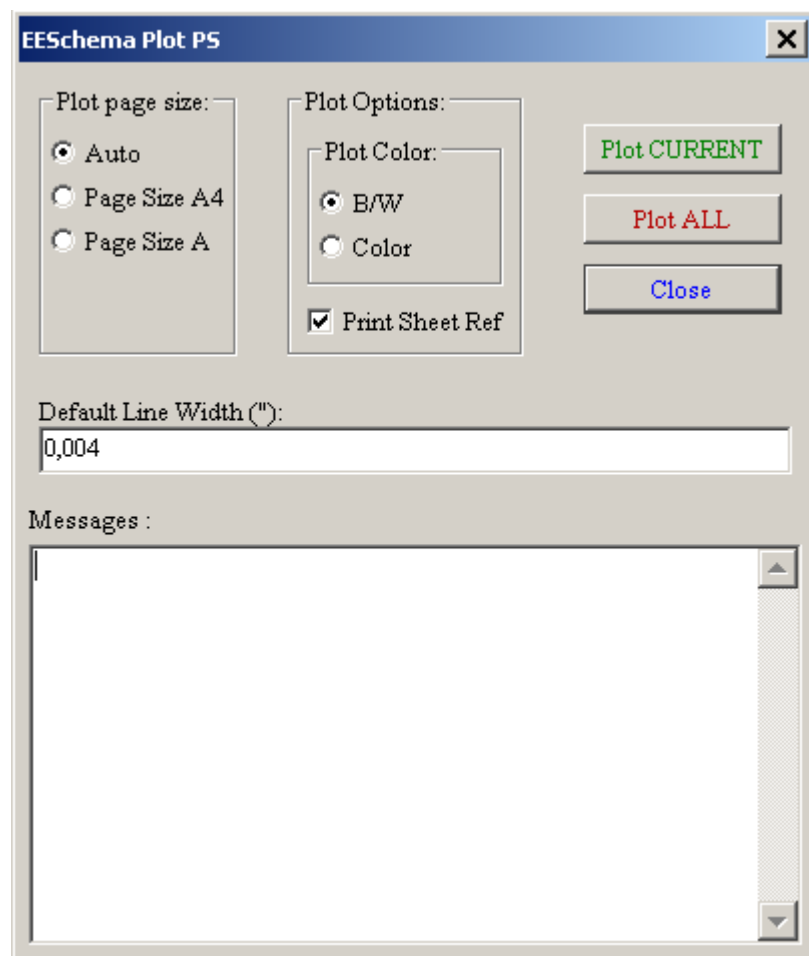 EESchema Plot PS
Plot page size:
Auto
Page Size A4
Page Size A
Plot Options:
Plot Color:
B/W
Color
Print Sheet Ref
Plot CURRENT
Plot ALL
Close
Default Line Width ("):
0,004
Messages :